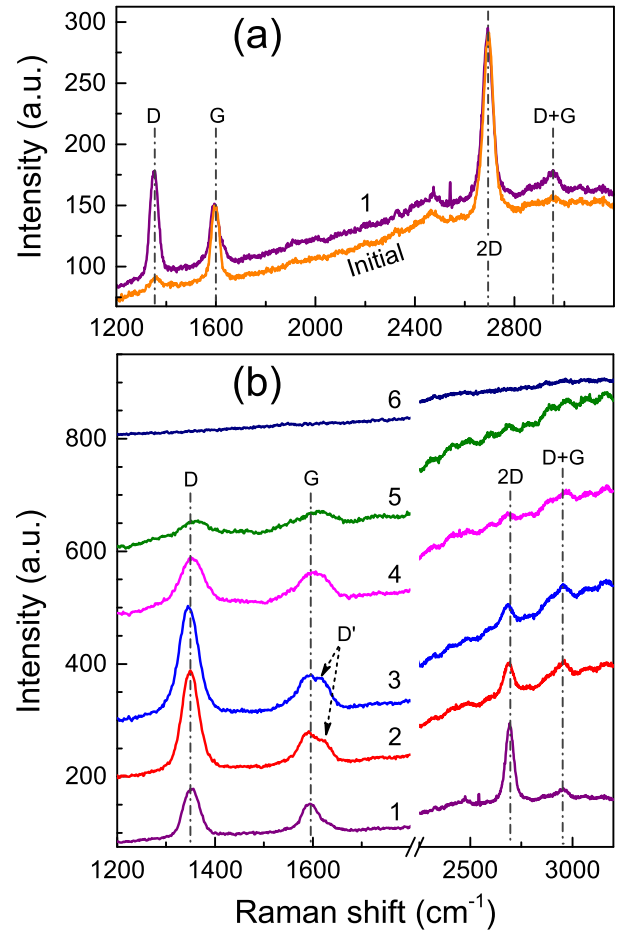 (a)
300
250
200
150
100
Intensity (a.u.)
D
G
2D
D+G
1
Initial
1200
1600
2000
2400
2800
(b)
800
600
400
200
Intensity (a.u.)
6
5
4
3
2
1
D
G
D'
2D
D+G
1200
1400
1600
2500
3000
Raman shift (cm⁻¹)